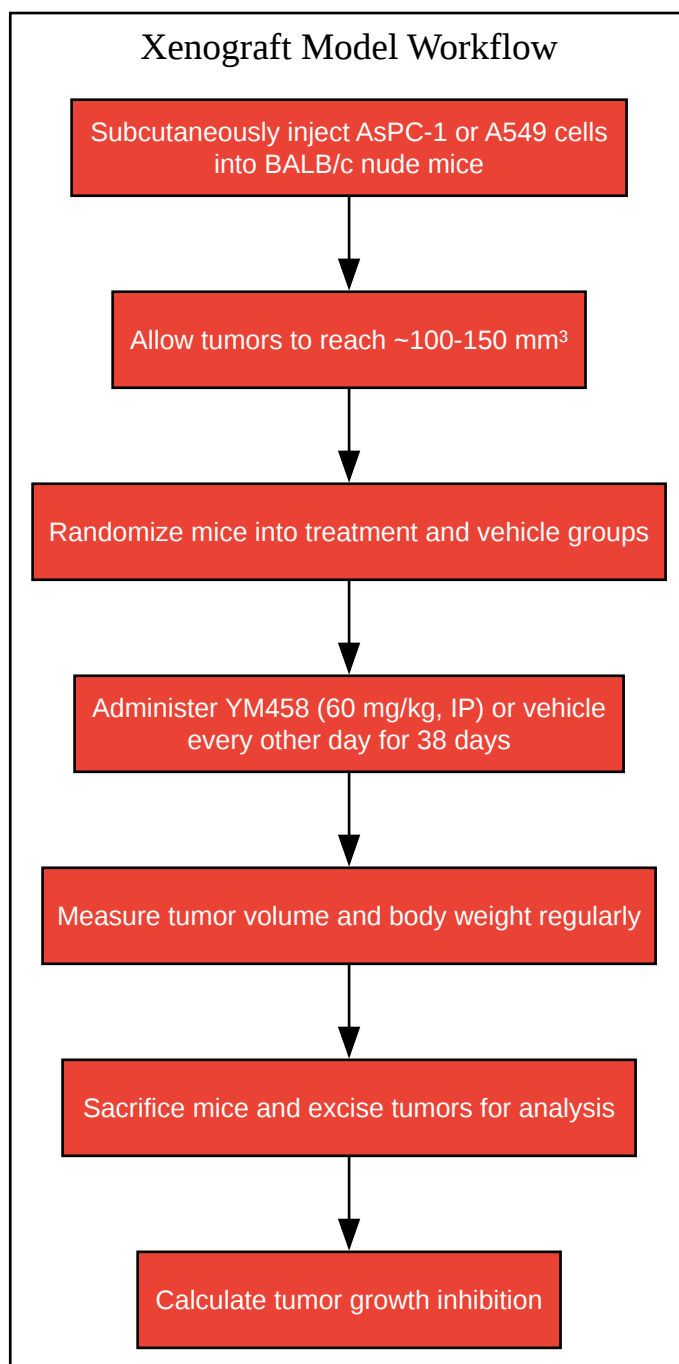 Xenograft Model Workflow
Subcutaneously inject AsPC-1 or A549 cells
into BALB/c nude mice
Allow tumors to reach ~100-150 mm³
Randomize mice into treatment and vehicle groups
Administer YM458 (60 mg/kg, IP) or vehicle
every other day for 38 days
Measure tumor volume and body weight regularly
Sacrifice mice and excise tumors for analysis
Calculate tumor growth inhibition